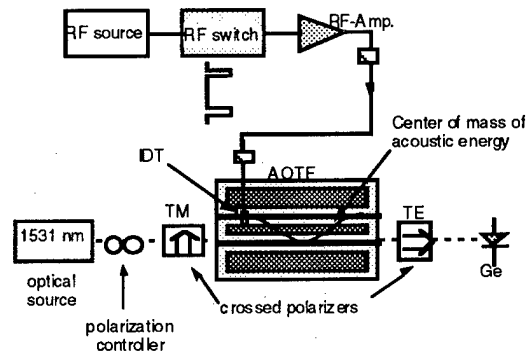 RF source
RF switch
RF-Amp.
Center of mass of
acoustic energy
IDT
AOTF
TM
TE
1531 nm
Ge
optical
source
crossed polarizers
polarization
controller